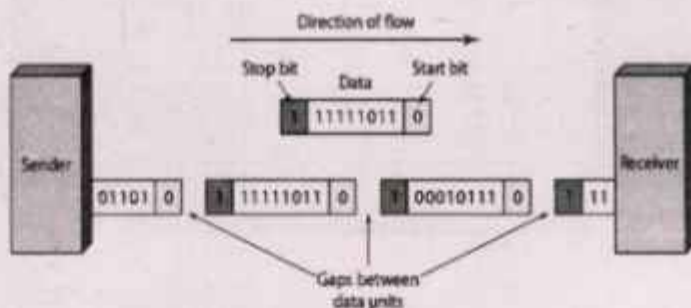 Direction of flow
Stop bit
Data
Start bit
1 11111011 0
Sender
Receiver
01101 0
1 11111011 0
1 00010111 0
1 11
Gaps between
data units